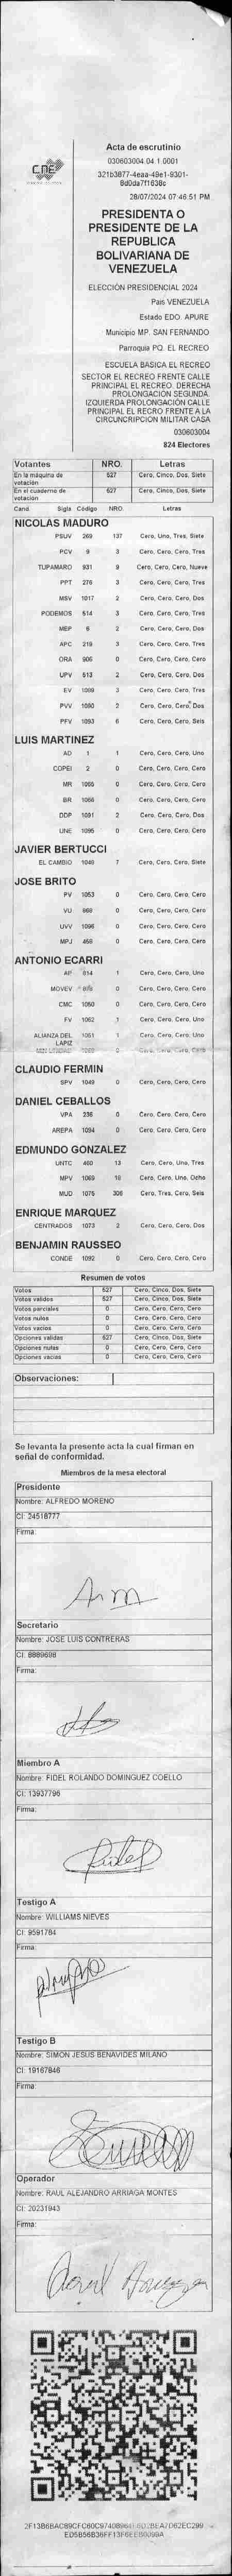 CNE
Acta de escrutinio
030603004.04.1.0001
321b3877-4eaa-49e1-9301-
8d0da7f1638c
28/07/2024 07:46:51 PM
PRESIDENTA O
PRESIDENTE DE LA
REPUBLICA
BOLIVARIANA DE
VENEZUELA
ELECCIÓN PRESIDENCIAL 2024
País VENEZUELA
Estado EDO. APURE
Municipio MP. SAN FERNANDO
Parroquia PQ. EL RECREO
ESCUELA BASICA EL RECREO
SECTOR EL RECREO FRENTE CALLE
PRINCIPAL EL RECREO. DERECHA
PROLONGACIÓN SEGUNDA.
IZQUIERDA PROLONGACIÓN CALLE
PRINCIPAL EL RECRO FRENTE A LA
CIRCUNCRIPCION MILITAR CASA
030603004
824 Electores
Votantes NRO. Letras
En la máquina de votación 527 Cero, Cinco, Dos, Siete
En el cuaderno de votación 527 Cero, Cinco, Dos, Siete
Cand. Sigla Código NRO. Letras
NICOLAS MADURO
PSUV 269 137 Cero, Uno, Tres, Siete
PCV 9 3 Cero, Cero, Cero, Tres
TUPAMARO 931 9 Cero, Cero, Cero, Nueve
PPT 276 3 Cero, Cero, Cero, Tres
MSV 1017 2 Cero, Cero, Cero, Dos
PODEMOS 514 3 Cero, Cero, Cero, Tres
MEP 6 2 Cero, Cero, Cero, Dos
APC 219 3 Cero, Cero, Cero, Tres
ORA 906 0 Cero, Cero, Cero, Cero
UPV 513 2 Cero, Cero, Cero, Dos
EV 1099 3 Cero, Cero, Cero, Tres
PVV 1090 2 Cero, Cero, Cero, Dos
PFV 1093 6 Cero, Cero, Cero, Seis
LUIS MARTINEZ
AD 1 1 Cero, Cero, Cero, Uno
COPEI 2 0 Cero, Cero, Cero, Cero
MR 1065 0 Cero, Cero, Cero, Cero
BR 1056 0 Cero, Cero, Cero, Cero
DDP 1091 2 Cero, Cero, Cero, Dos
UNE 1095 0 Cero, Cero, Cero, Cero
JAVIER BERTUCCI
EL CAMBIO 1040 7 Cero, Cero, Cero, Siete
JOSE BRITO
PV 1053 0 Cero, Cero, Cero, Cero
VU 868 0 Cero, Cero, Cero, Cero
UVV 1096 0 Cero, Cero, Cero, Cero
MPJ 458 0 Cero, Cero, Cero, Cero
ANTONIO ECARRI
AP 814 1 Cero, Cero, Cero, Uno
MOVEV 0 Cero, Cero, Cero, Cero
CMC 1050 0 Cero, Cero, Cero, Cero
FV 1062 1 Cero, Cero, Cero, Uno
ALIANZA DEL LAPIZ 1051 1 Cero, Cero, Cero, Uno
CLAUDIO FERMIN
SPV 1049 0 Cero, Cero, Cero, Cero
DANIEL CEBALLOS
VPA 236 0 Cero, Cero, Cero, Cero
AREPA 1094 0 Cero, Cero, Cero, Cero
EDMUNDO GONZALEZ
UNTC 460 13 Cero, Cero, Uno, Tres
MPV 1069 18 Cero, Cero, Uno, Ocho
MUD 1075 306 Cero, Tres, Cero, Seis
ENRIQUE MARQUEZ
CENTRADOS 1073 2 Cero, Cero, Cero, Dos
BENJAMIN RAUSSEO
CONDE 1092 0 Cero, Cero, Cero, Cero
Resumen de votos
Votos 527 Cero, Cinco, Dos, Siete
Votos validos 527 Cero, Cinco, Dos, Siete
Votos parciales 0 Cero, Cero, Cero, Cero
Votos nulos 0 Cero, Cero, Cero, Cero
Votos vacios 0 Cero, Cero, Cero, Cero
Opciones validas 527 Cero, Cinco, Dos, Siete
Opciones nulas 0 Cero, Cero, Cero, Cero
Opciones vacias 0 Cero, Cero, Cero, Cero
Observaciones:
Se levanta la presente acta la cual firman en
señal de conformidad.
Miembros de la mesa electoral
Presidente
Nombre: ALFREDO MORENO
CI: 24518777
Firma:
Secretario
Nombre: JOSE LUIS CONTRERAS
CI: 8889698
Firma:
Miembro A
Nombre: FIDEL ROLANDO DOMINGUEZ COELLO
CI: 13937796
Firma:
Fidel
Testigo A
Nombre: WILLIAMS NIEVES
CI: 9591784
Firma:
Testigo B
Nombre: SIMON JESUS BENAVIDES MILANO
CI: 19167846
Firma:
Operador
Nombre: RAUL ALEJANDRO ARRIAGA MONTES
CI: 20231943
Firma: